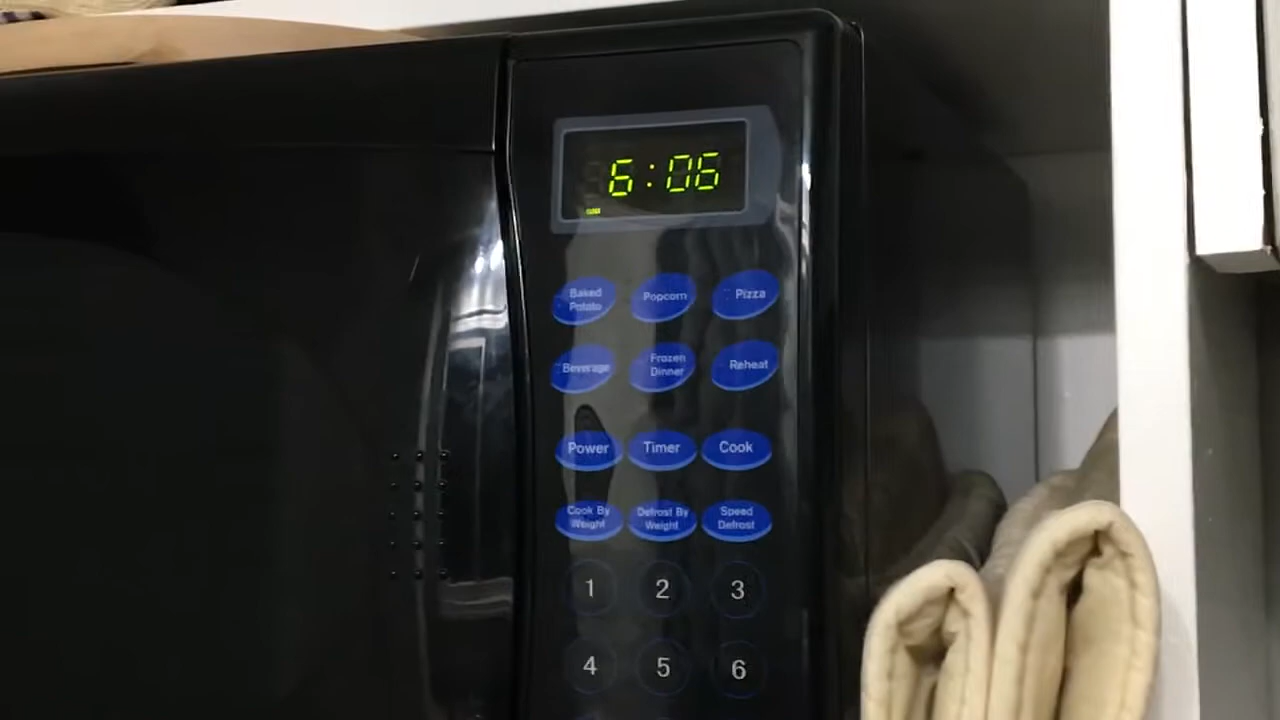 6:06
Baked
Potato
Popcorn
Pizza
Beverage
Frozen
Dinner
Reheat
Power
Timer
Cook
Cook By
Weight
Defrost By
Weight
Speed
Defrost
1
2
3
4
5
6